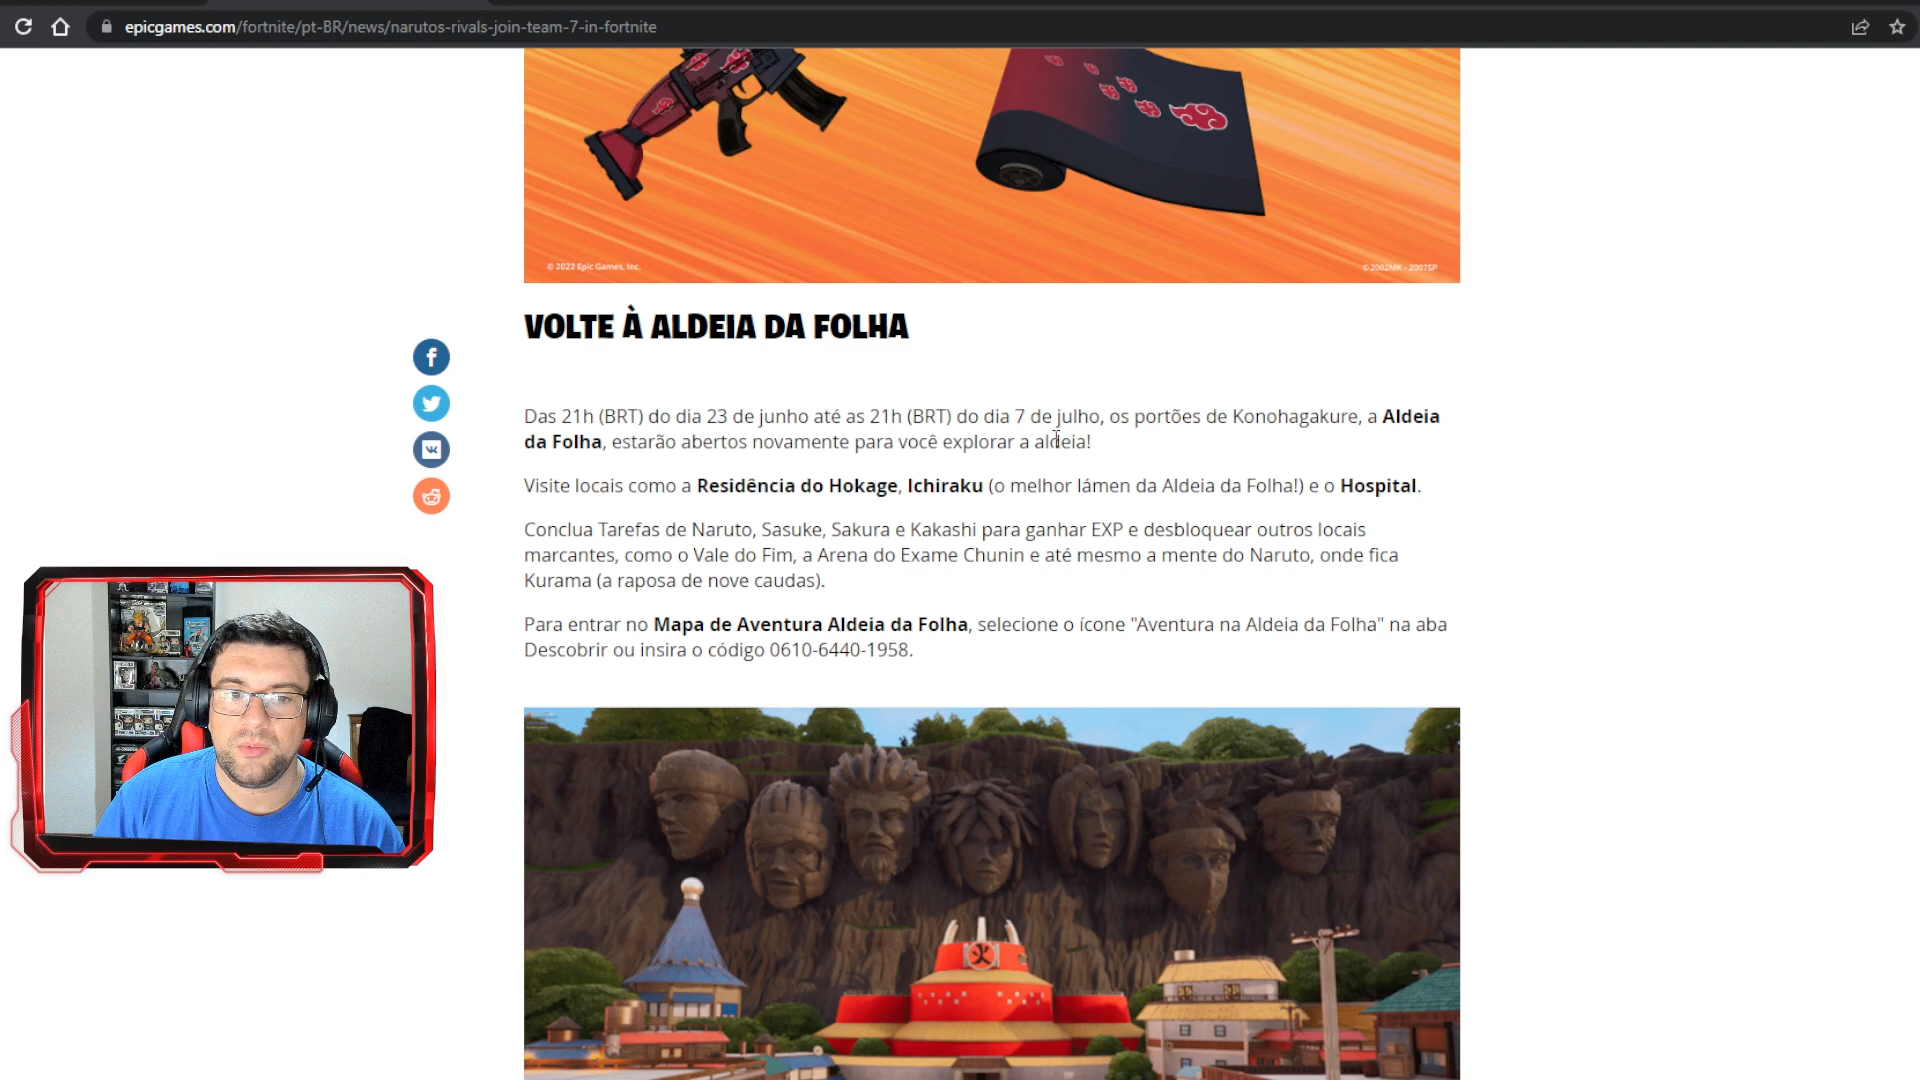 epicgames.com/fortnite/pt-BR/news/narutos-rivals-join-team-7-in-fortnite
© 2022 Epic Games, Inc.
©2002MK - 2007SP
VOLTE À ALDEIA DA FOLHA
Das 21h (BRT) do dia 23 de junho até as 21h (BRT) do dia 7 de julho, os portões de Konohagakure, a Aldeia
da Folha, estarão abertos novamente para você explorar a aldeia!
Visite locais como a Residência do Hokage, Ichiraku (o melhor lámen da Aldeia da Folha!) e o Hospital.
Conclua Tarefas de Naruto, Sasuke, Sakura e Kakashi para ganhar EXP e desbloquear outros locais
marcantes, como o Vale do Fim, a Arena do Exame Chunin e até mesmo a mente do Naruto, onde fica
Kurama (a raposa de nove caudas).
Para entrar no Mapa de Aventura Aldeia da Folha, selecione o ícone "Aventura na Aldeia da Folha" na aba
Descobrir ou insira o código 0610-6440-1958.
火